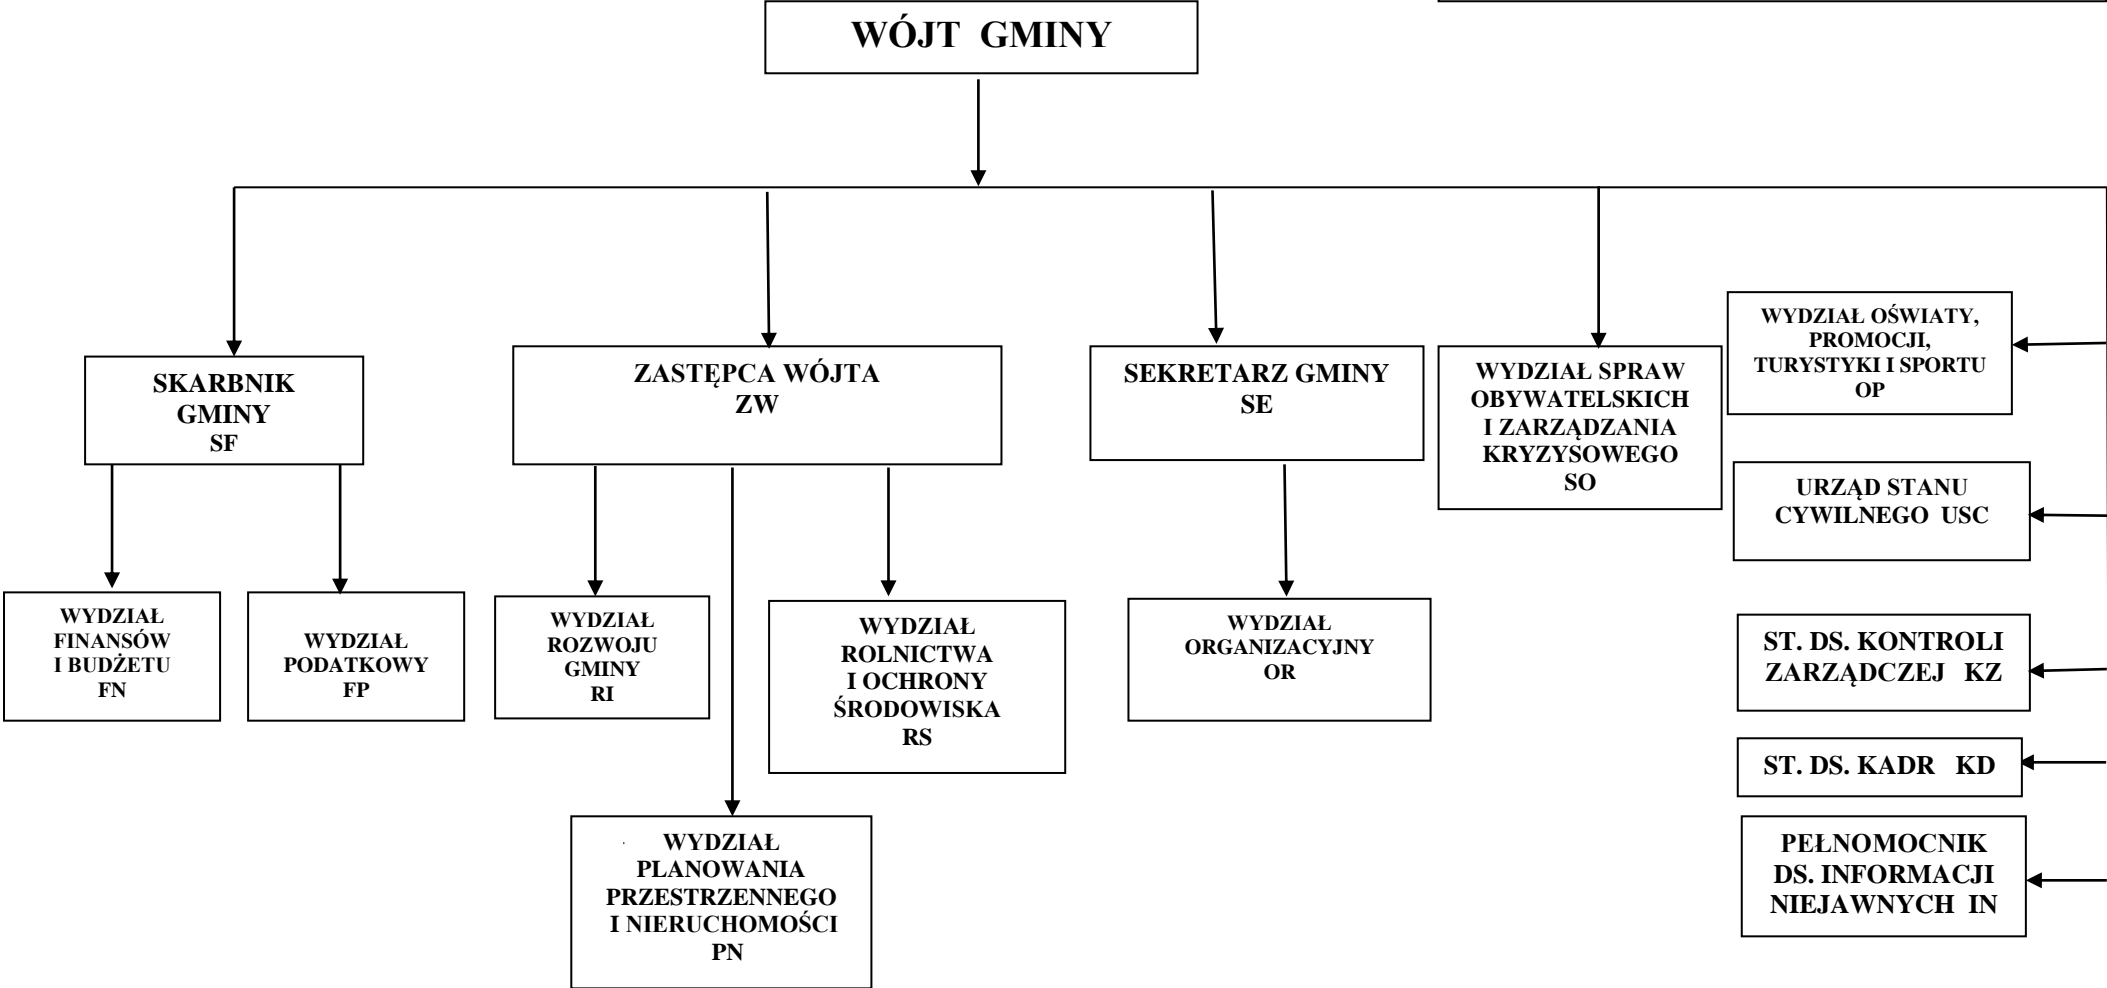 WÓJT GMINY
SKARBNIK
GMINY
SF
ZASTĘPCA WÓJTA
ZW
SEKRETARZ GMINY
SE
WYDZIAŁ SPRAW
OBYWATELSKICH
I ZARZĄDZANIA
KRYZYSOWEGO
SO
WYDZIAŁ OŚWIATY,
PROMOCJI,
TURYSTYKI I SPORTU
OP
URZĄD STANU
CYWILNEGO USC
WYDZIAŁ
FINANSÓW
I BUDŻETU
FN
WYDZIAŁ
PODATKOWY
FP
WYDZIAŁ
ROZWOJU
GMINY
RI
WYDZIAŁ
ROLNICTWA
I OCHRONY
ŚRODOWISKA
RS
WYDZIAŁ
ORGANIZACYJNY
OR
ST. DS. KONTROLI
ZARZĄDCZEJ KZ
ST. DS. KADR KD
WYDZIAŁ
PLANOWANIA
PRZESTRZENNEGO
I NIERUCHOMOŚCI
PN
PEŁNOMOCNIK
DS. INFORMACJI
NIEJAWNYCH IN